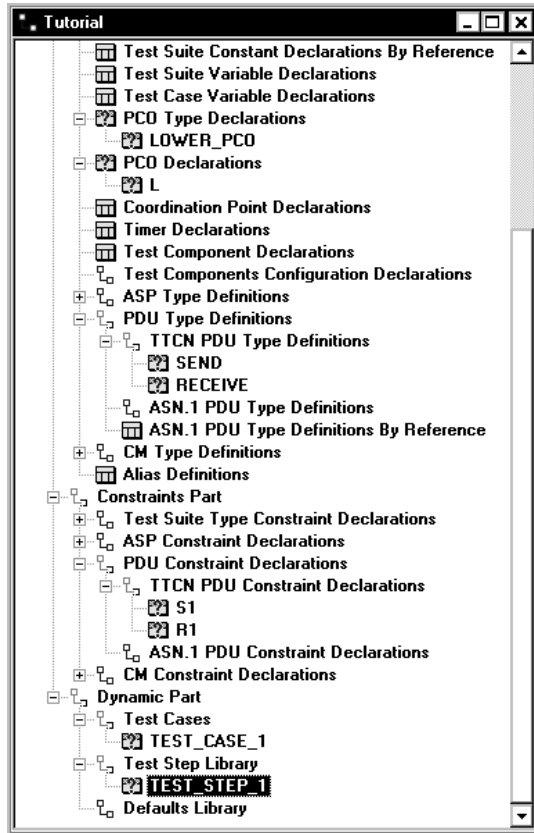 Tutorial
Test Suite Constant Declarations By Reference
Test Suite Variable Declarations
Test Case Variable Declarations
PCO Type Declarations
LOWER_PCO
PCO Declarations
L
Coordination Point Declarations
Timer Declarations
Test Component Declarations
Test Components Configuration Declarations
ASP Type Definitions
PDU Type Definitions
TTCN PDU Type Definitions
SEND
RECEIVE
ASN.1 PDU Type Definitions
ASN.1 PDU Type Definitions By Reference
CM Type Definitions
Alias Definitions
Constraints Part
Test Suite Type Constraint Declarations
ASP Constraint Declarations
PDU Constraint Declarations
TTCN PDU Constraint Declarations
S1
R1
ASN.1 PDU Constraint Declarations
CM Constraint Declarations
Dynamic Part
Test Cases
TEST_CASE_1
Test Step Library
TEST_STEP_1
Defaults Library